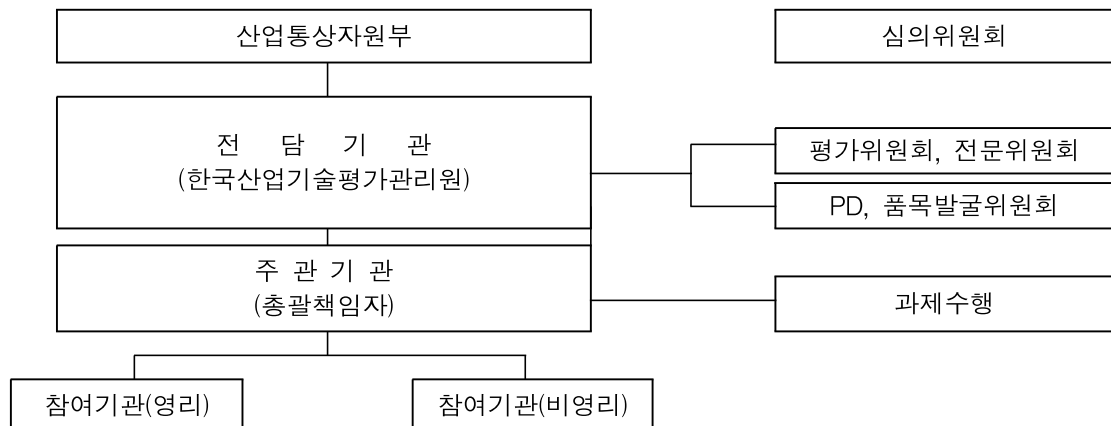 산업통상자원부
심의위원회
전 담 기 관
(한국산업기술평가관리원)
평가위원회, 전문위원회
PD, 품목발굴위원회
주 관 기 관
(총괄책임자)
과제수행
참여기관(영리)
참여기관(비영리)